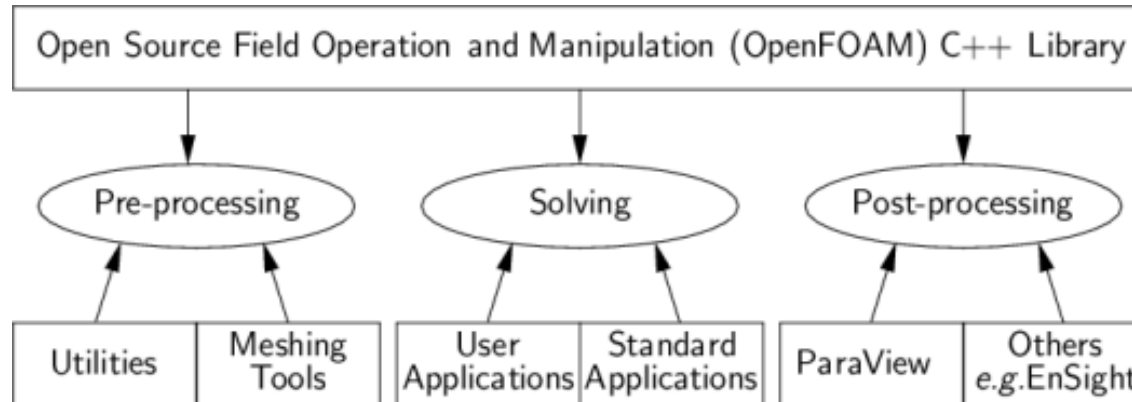 Open Source Field Operation and Manipulation (OpenFOAM) C++ Library
Pre-processing
Solving
Post-processing
Utilities
Meshing
Tools
User
Applications
Standard
Applications
ParaView
Others
e.g.EnSight